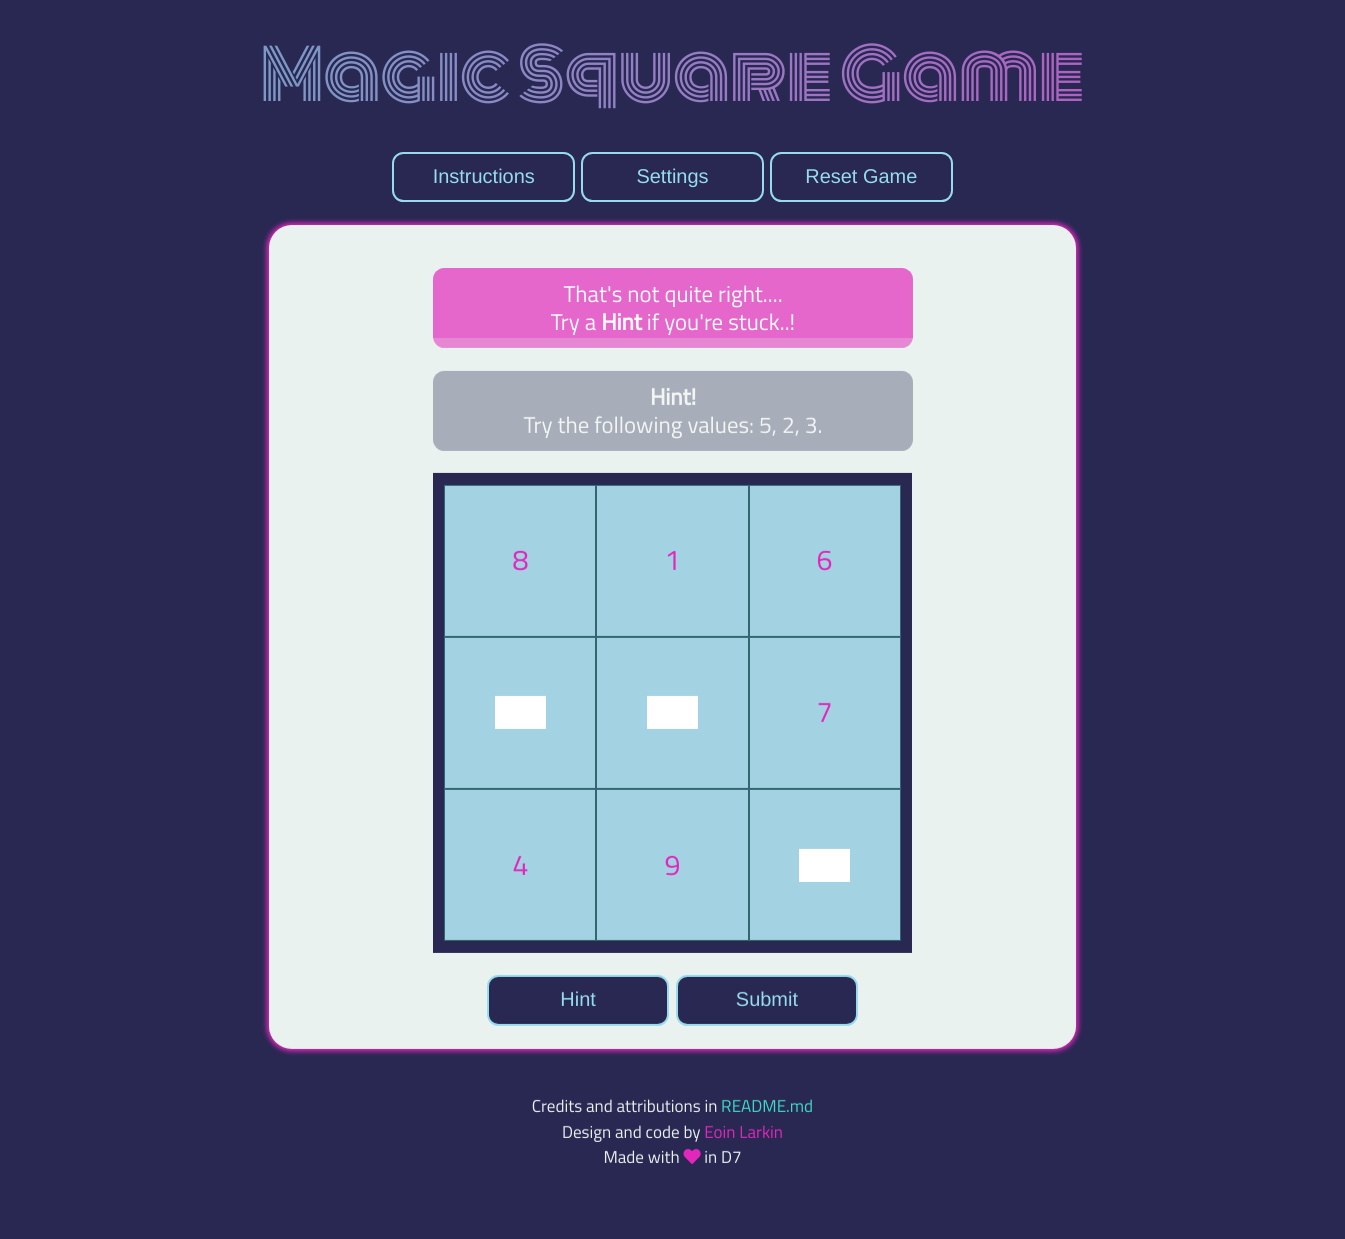 Magic Square Game
Instructions
Settings
Reset Game
That's not quite right....
Try a Hint if you're stuck..!
Hint!
Try the following values: 5, 2, 3.
8 1 6
7
4 9
Hint
Submit
Credits and attributions in README.md
Design and code by Eoin Larkin
Made with ♥ in D7